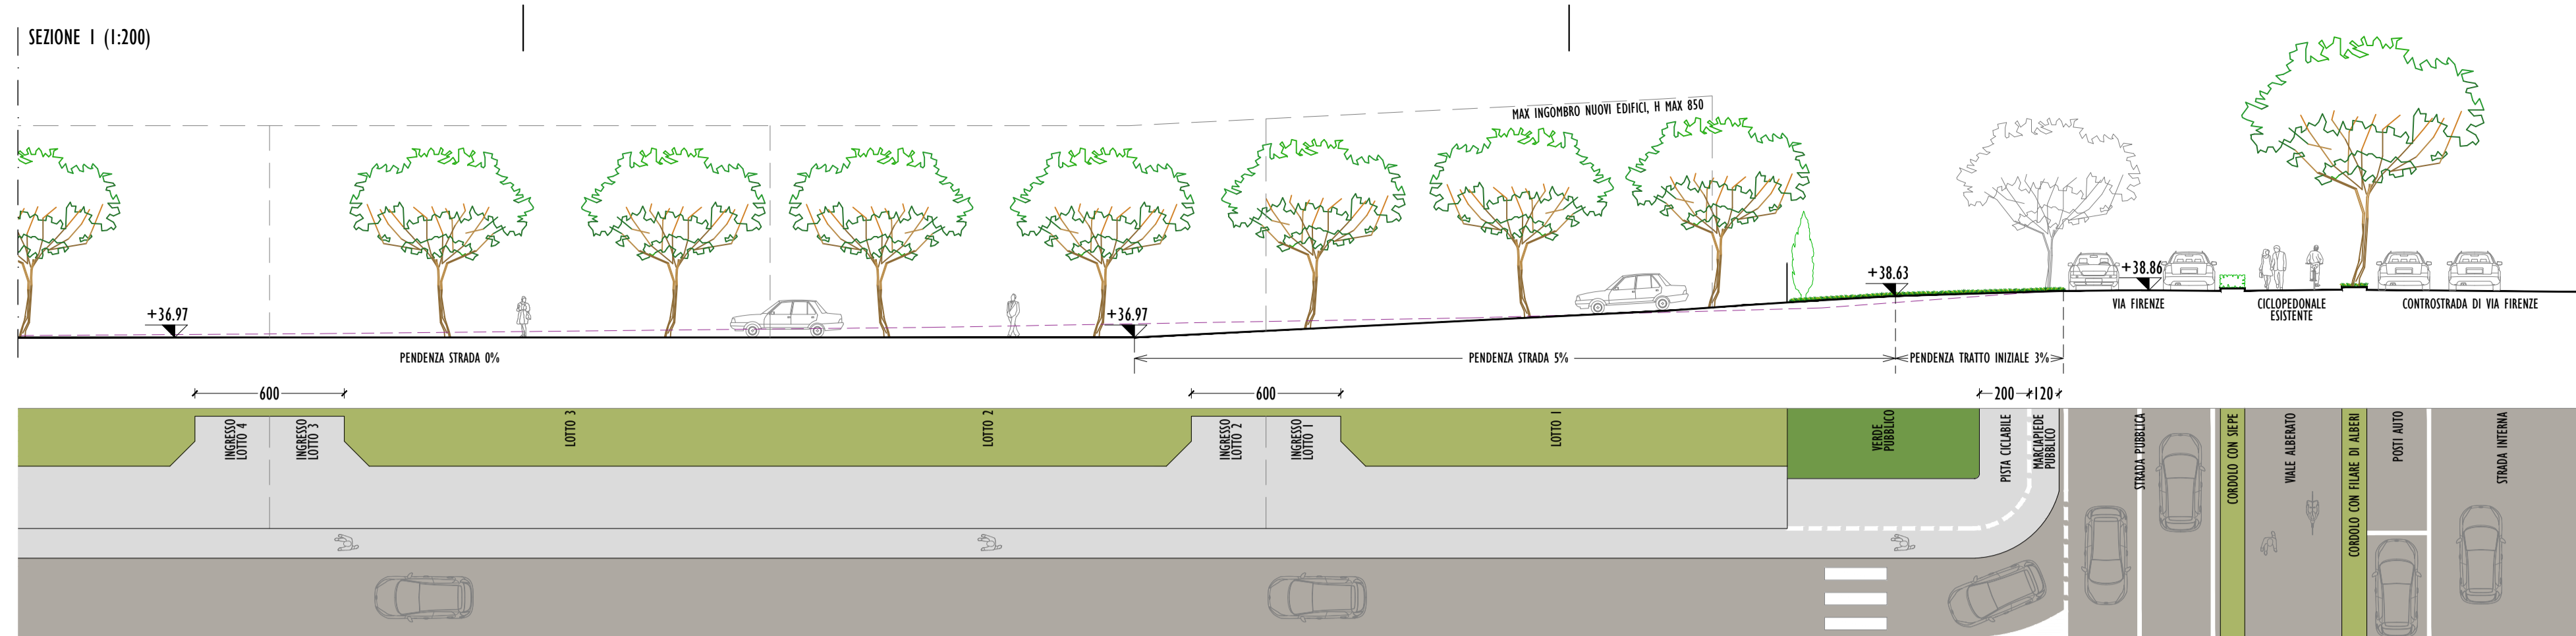 SEZIONE 1 (1:200)
MAX INGOMBRO NUOVI EDIFICI, H MAX 850
+36.97
+36.97
+38.63
+38.86
VIA FIRENZE
CICLOPEDONALE
ESISTENTE
CONTROSTRADA DI VIA FIRENZE
PENDENZA STRADA 0%
PENDENZA STRADA 5%
PENDENZA TRATTO INIZIALE 3%
600
600
200
120
INGRESSO
LOTTO 4
INGRESSO
LOTTO 3
LOTTO 3
LOTTO 2
INGRESSO
LOTTO 2
INGRESSO
LOTTO 1
LOTTO 1
VERDE
PUBBLICO
PISTA CICLABILE
MARCIAPIEDE
PUBBLICO
STRADA PUBBLICA
CORDOLO CON SIEPE
VIALE ALBERATO
CORDOLO CON FILARE DI ALBERI
POSTI AUTO
STRADA INTERNA